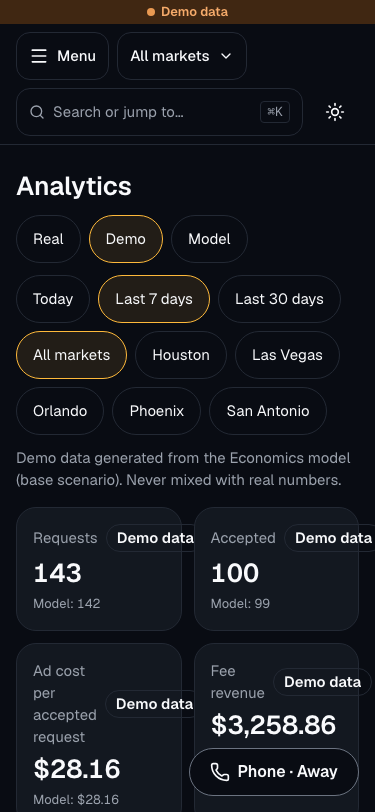 Demo data
Menu
All markets
Search or jump to… ⌘K
Analytics
Real Demo Model
Today Last 7 days Last 30 days
All markets Houston Las Vegas
Orlando Phoenix San Antonio
Demo data generated from the Economics model
(base scenario). Never mixed with real numbers.
Requests Demo data
143
Model: 142
Accepted Demo data
100
Model: 99
Ad cost
per
accepted
request
Demo data
$28.16
Model: $28.16
Fee
revenue
Demo data
$3,258.86
Phone · Away